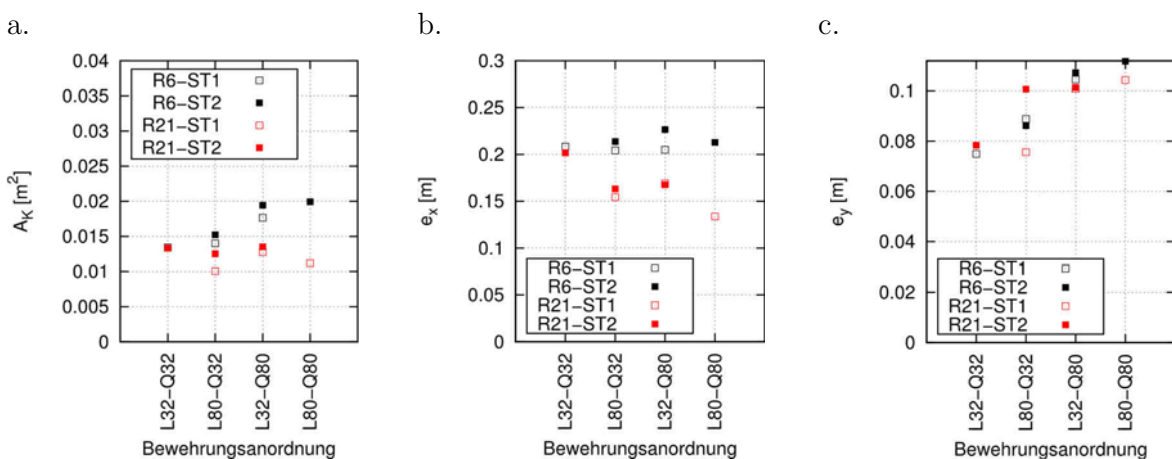 a.
0.04
0.035
0.03
0.025
0.02
0.015
0.01
0.005
0
A_K [m²]
R6−ST1
R6−ST2
R21−ST1
R21−ST2
L32−Q32
L80−Q32
L32−Q80
L80−Q80
Bewehrungsanordnung
b.
0.3
0.25
0.2
0.15
0.1
0.05
0
e_x [m]
R6−ST1
R6−ST2
R21−ST1
R21−ST2
L32−Q32
L80−Q32
L32−Q80
L80−Q80
Bewehrungsanordnung
c.
0.1
0.08
0.06
0.04
0.02
0
e_y [m]
R6−ST1
R6−ST2
R21−ST1
R21−ST2
L32−Q32
L80−Q32
L32−Q80
L80−Q80
Bewehrungsanordnung